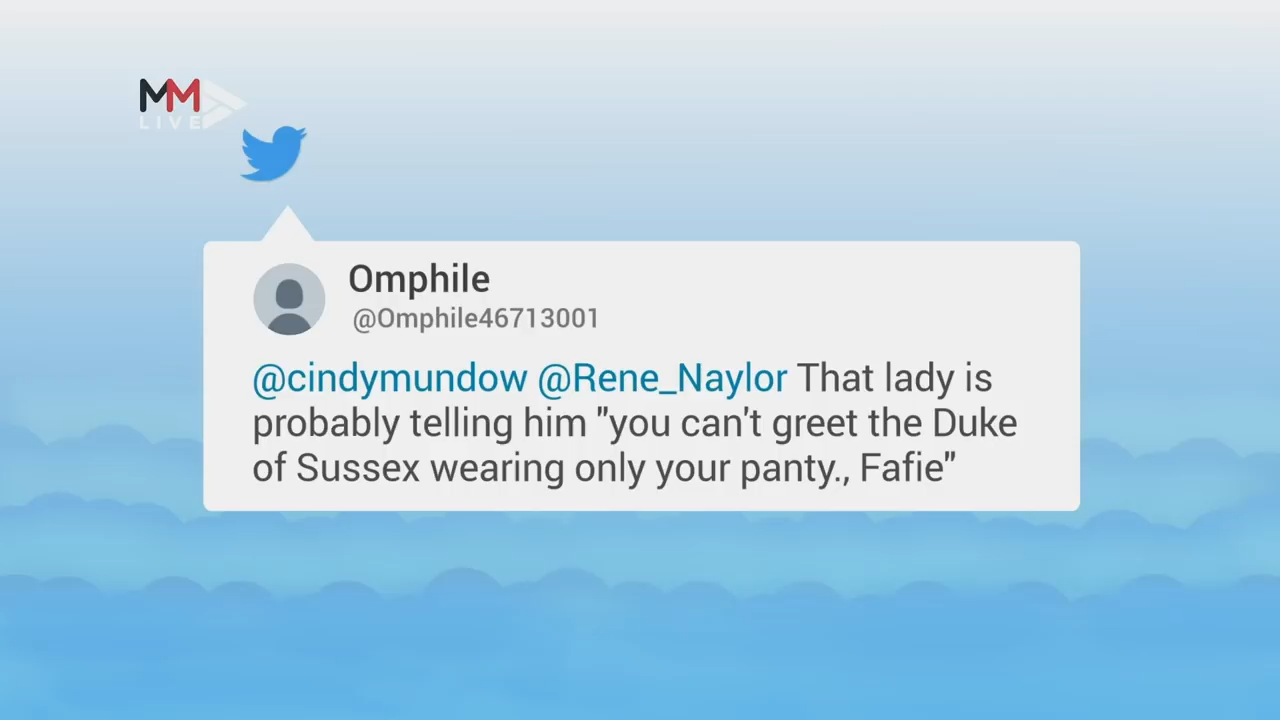 MM
LIVE
Omphile
@Omphile46713001
@cindymundow @Rene_Naylor That lady is
probably telling him "you can't greet the Duke
of Sussex wearing only your panty., Fafie"